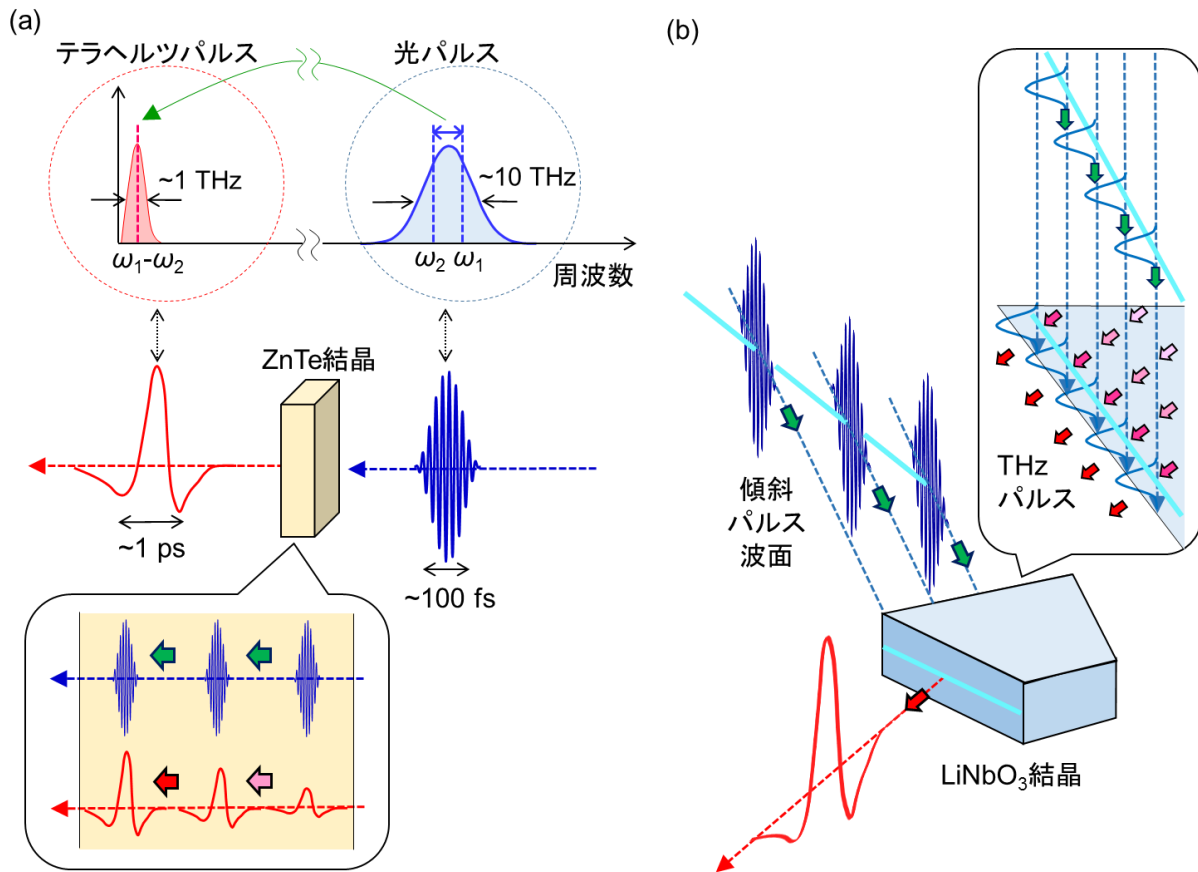 (a)
テラヘルツパルス
光パルス
~1 THz
~10 THz
ω1-ω2
ω2 ω1
周波数
ZnTe結晶
~1 ps
~100 fs
(b)
THz
パルス
傾斜
パルス
波面
LiNbO3結晶